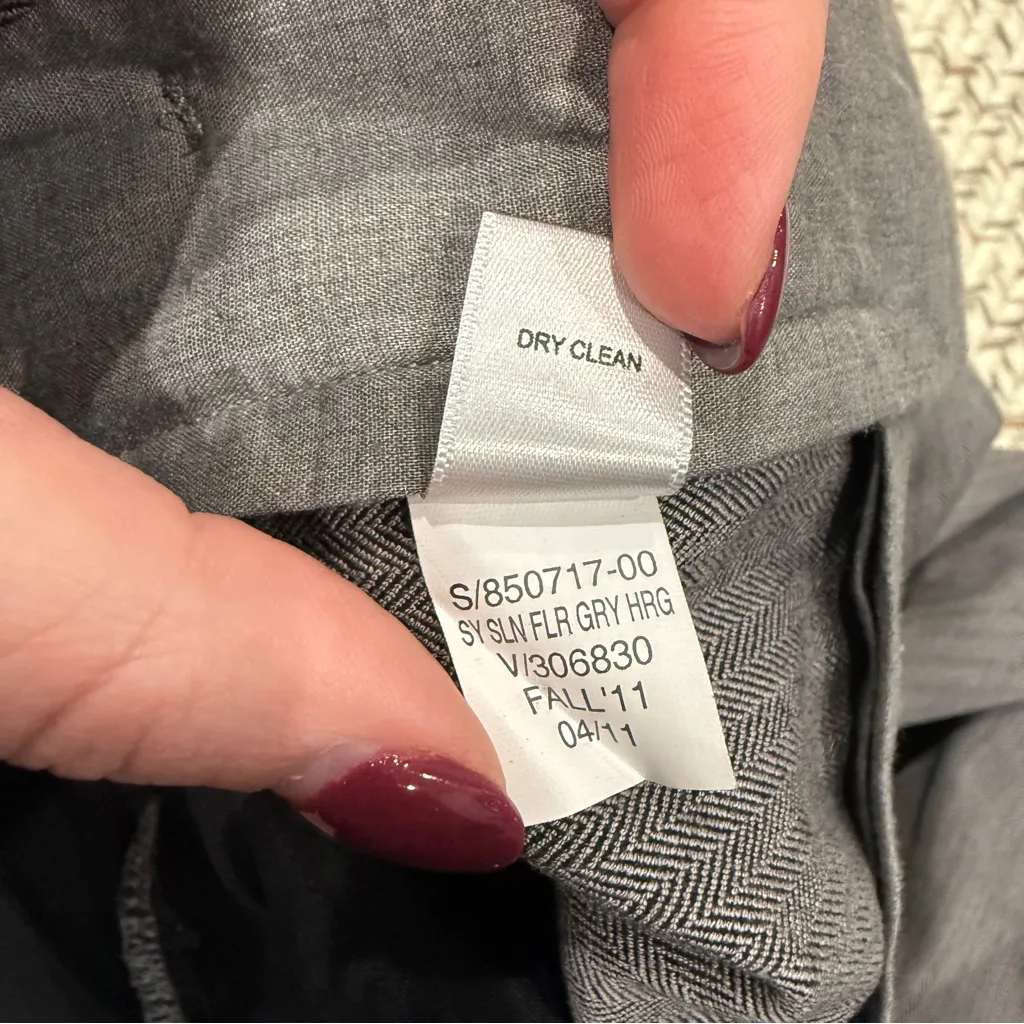 DRY CLEAN
S/850717-00
SY SLN FLR GRY HRG
V/306830
FALL'11
04/11